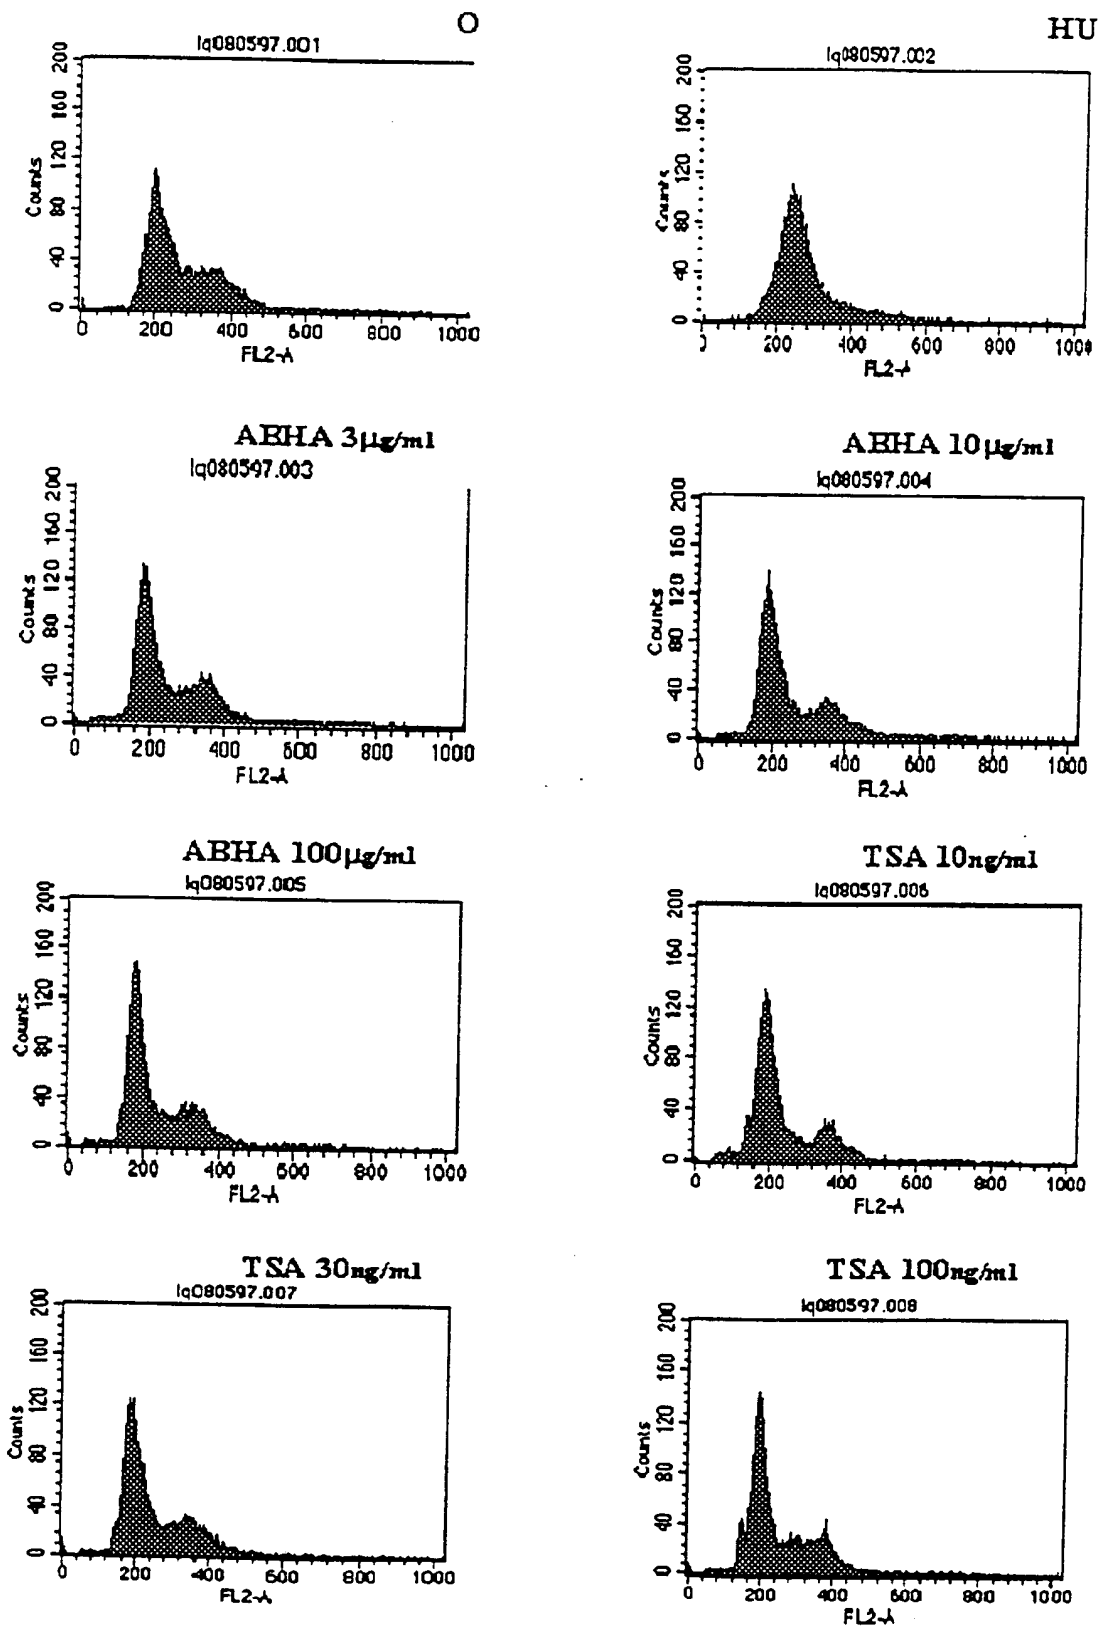 O
lq080597.001
200
160
120
80
40
0
Counts
0 200 400 600 800 1000
FL2-A
HU
lq080597.002
200
160
120
80
40
0
Counts
0 200 400 600 800 1000
FL2-A
ABHA 3µg/ml
lq080597.003
200
160
120
80
40
0
Counts
0 200 400 600 800 1000
FL2-A
ABHA 10µg/ml
lq080597.004
200
160
120
80
40
0
Counts
0 200 400 600 800 1000
FL2-A
ABHA 100µg/ml
lq080597.005
200
160
120
80
40
0
Counts
0 200 400 600 800 1000
FL2-A
TSA 10ng/ml
lq080597.006
200
160
120
80
40
0
Counts
0 200 400 600 800 1000
FL2-A
TSA 30ng/ml
lq080597.007
200
160
120
80
40
0
Counts
0 200 400 600 800 1000
FL2-A
TSA 100ng/ml
lq080597.008
200
160
120
80
40
0
Counts
0 200 400 600 800 1000
FL2-A